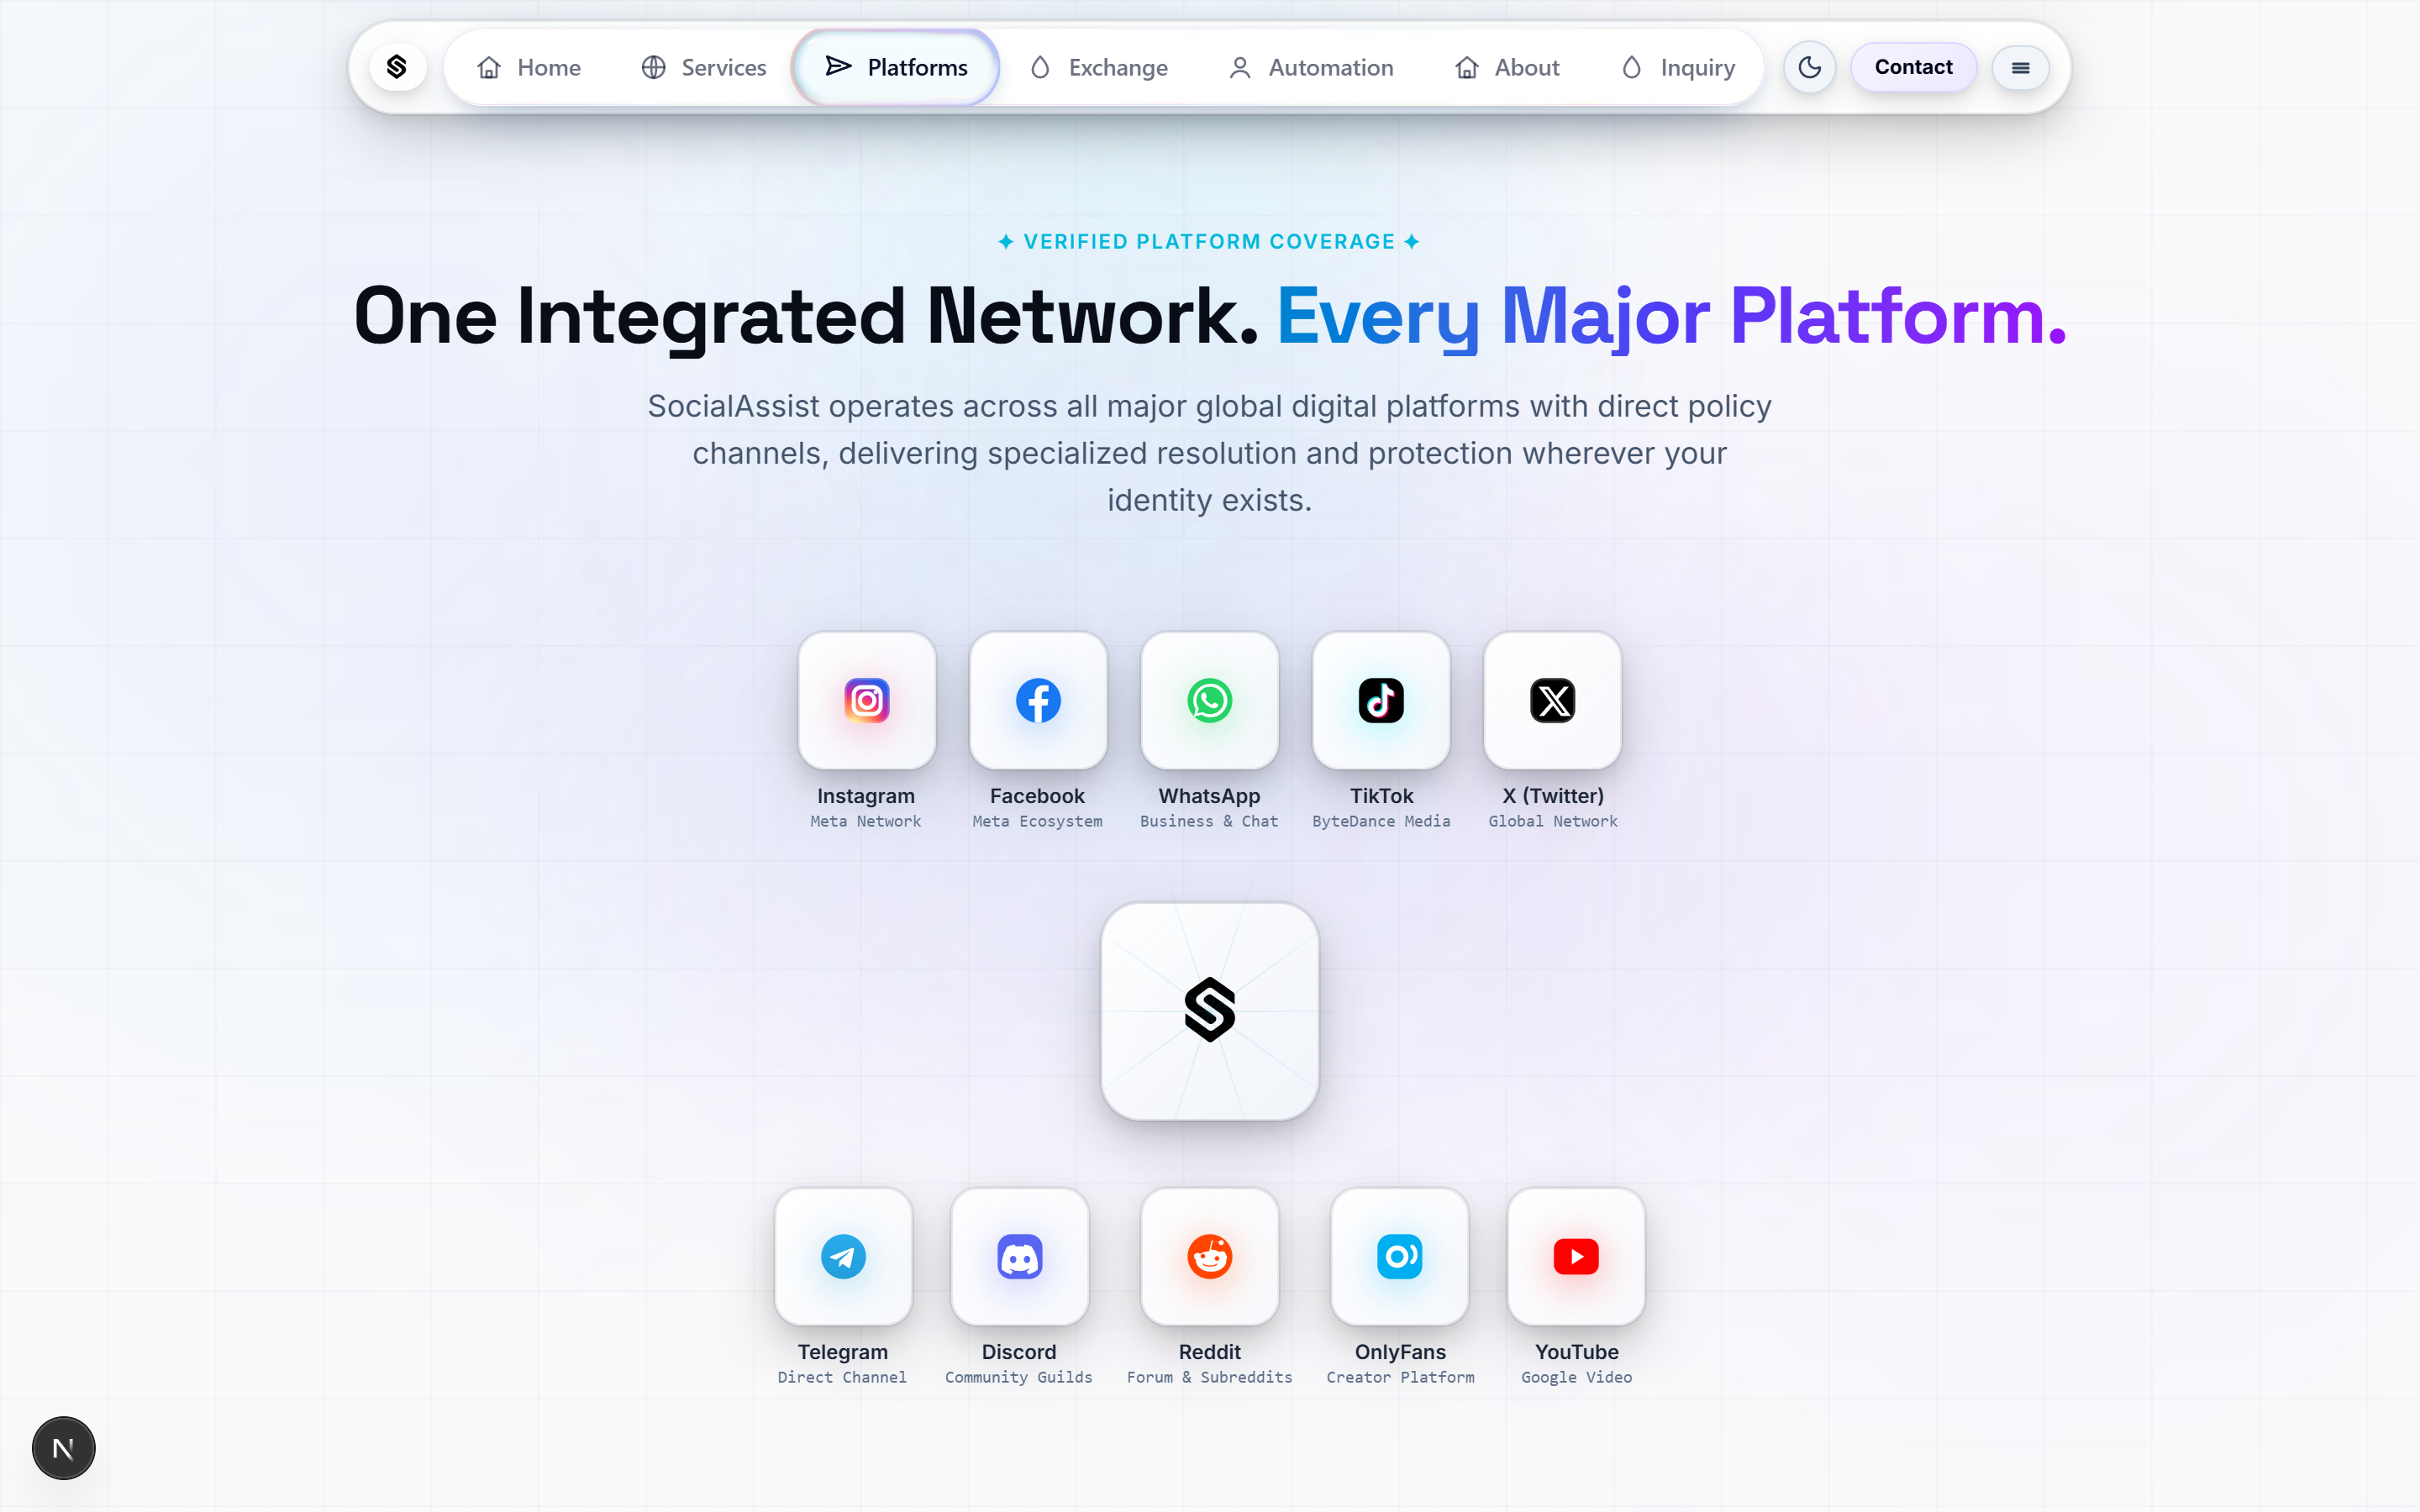 Home
Services
Platforms
Exchange
Automation
About
Inquiry
Contact
✦ VERIFIED PLATFORM COVERAGE ✦
One Integrated Network. Every Major Platform.
SocialAssist operates across all major global digital platforms with direct policy
channels, delivering specialized resolution and protection wherever your
identity exists.
Instagram
Meta Network
Facebook
Meta Ecosystem
WhatsApp
Business & Chat
TikTok
ByteDance Media
X (Twitter)
Global Network
Telegram
Direct Channel
Discord
Community Guilds
Reddit
Forum & Subreddits
OnlyFans
Creator Platform
YouTube
Google Video
N